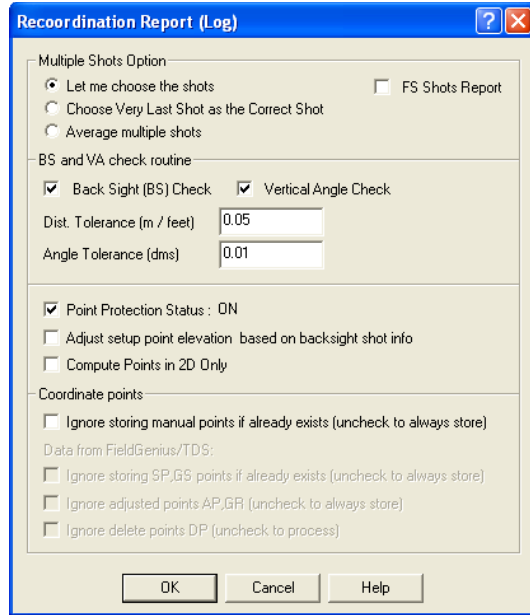 Recoordination Report (Log)
Multiple Shots Option
Let me choose the shots
FS Shots Report
Choose Very Last Shot as the Correct Shot
Average multiple shots
BS and VA check routine
Back Sight (BS) Check
Vertical Angle Check
Dist. Tolerance (m / feet)
0.05
Angle Tolerance (dms)
0.01
Point Protection Status : ON
Adjust setup point elevation based on backsight shot info
Compute Points in 2D Only
Coordinate points
Ignore storing manual points if already exists (uncheck to always store)
Data from FieldGenius/TDS:
Ignore storing SP,GS points if already exists (uncheck to always store)
Ignore adjusted points AP,GR (uncheck to always store)
Ignore delete points DP (uncheck to process)
OK
Cancel
Help